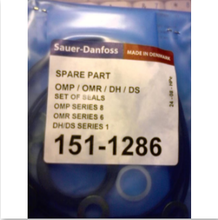 Sauer-Danfoss
MADE IN DENMARK
SPARE PART
OMP / OMR / DH / DS
SET OF SEALS
OMP SERIES 8
OMR SERIES 6
DH/DS SERIES 1
151-1286